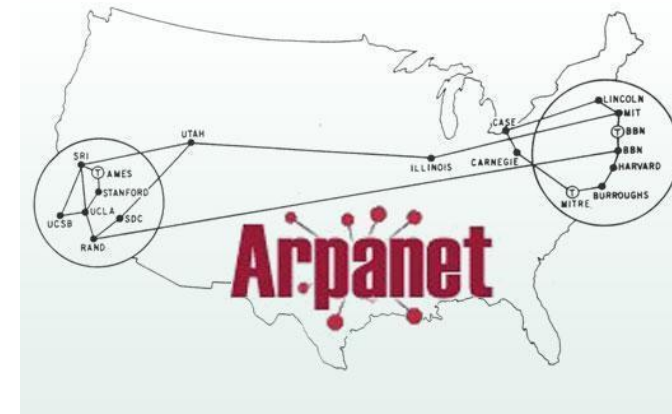 LINCOLN
MIT
CASE
T BBN
UTAH
BBN
SRI
ILLINOIS
CARNEGIE
HARVARD
T AMES
STANFORD
T
MITRE
BURROUGHS
UCSB
UCLA
SDC
RAND
Arpanet